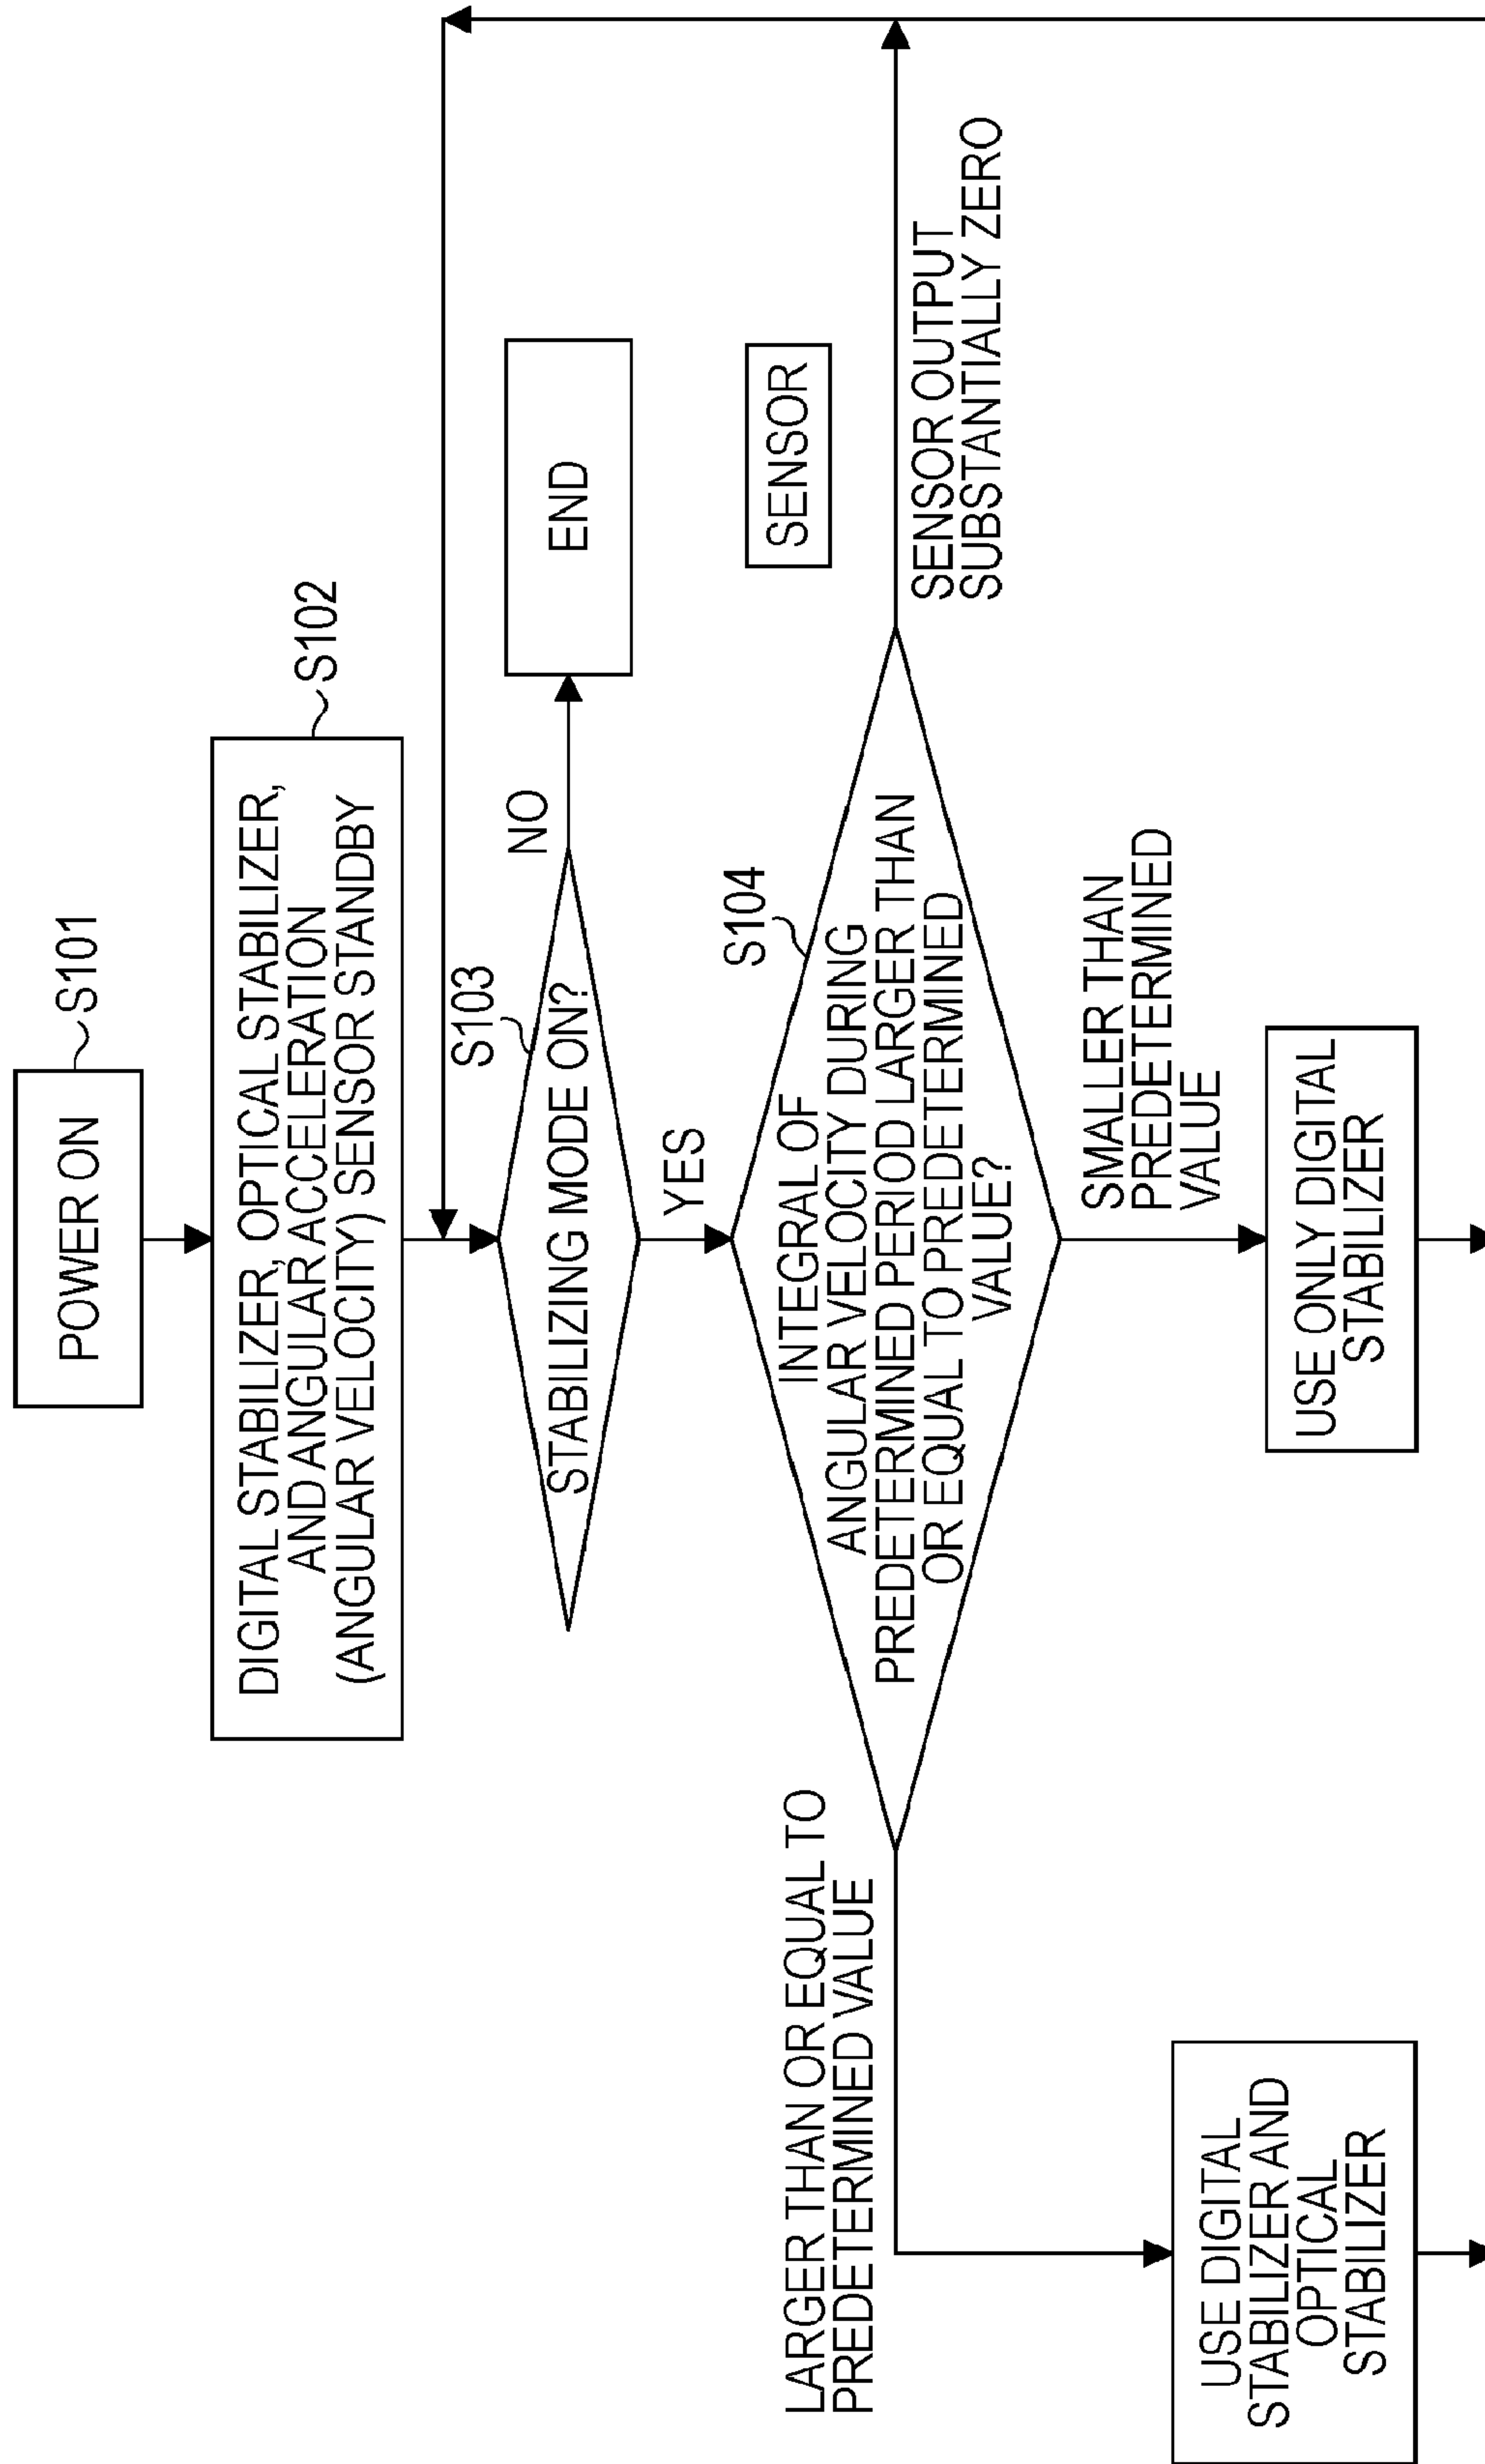 POWER ON
S101
DIGITAL STABILIZER, OPTICAL STABILIZER,
AND ANGULAR ACCELERATION
(ANGULAR VELOCITY) SENSOR STANDBY
S102
S103
STABILIZING MODE ON?
NO
END
YES
S104
SENSOR
INTEGRAL OF
ANGULAR VELOCITY DURING
PREDETERMINED PERIOD LARGER THAN
OR EQUAL TO PREDETERMINED
VALUE?
LARGER THAN OR EQUAL TO
PREDETERMINED VALUE
SENSOR OUTPUT
SUBSTANTIALLY ZERO
SMALLER THAN
PREDETERMINED
VALUE
USE DIGITAL
STABILIZER AND
OPTICAL
STABILIZER
USE ONLY DIGITAL
STABILIZER